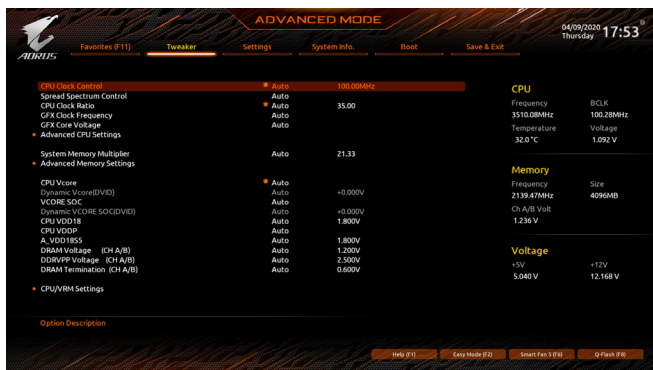 ADVANCED MODE
04/09/2020 Thursday 17:53
AORUS
Favorites (F11) Tweaker Settings System Info. Boot Save & Exit
CPU Clock Control Auto 100.00MHz
Spread Spectrum Control Auto
CPU Clock Ratio Auto 35.00
GFX Clock Frequency Auto
GFX Core Voltage Auto
Advanced CPU Settings
System Memory Multiplier Auto 21.33
Advanced Memory Settings
CPU Vcore Auto
Dynamic Vcore(DVID) Auto +0.000V
VCORE SOC Auto
Dynamic VCORE SOC(DVID) Auto +0.000V
CPU VDD18 Auto 1.800V
CPU VDDP Auto
A_VDD18S5 Auto 1.800V
DRAM Voltage (CH A/B) Auto 1.200V
DDRVPP Voltage (CH A/B) Auto 2.500V
DRAM Termination (CH A/B) Auto 0.600V
CPU/VRM Settings
Option Description
CPU
Frequency BCLK
3510.08MHz 100.28MHz
Temperature Voltage
32.0 °C 1.092 V
Memory
Frequency Size
2139.47MHz 4096MB
Ch A/B Volt
1.236 V
Voltage
+5V +12V
5.040 V 12.168 V
Help (F1) Easy Mode (F2) Smart Fan 5 (F6) Q-Flash (F8)